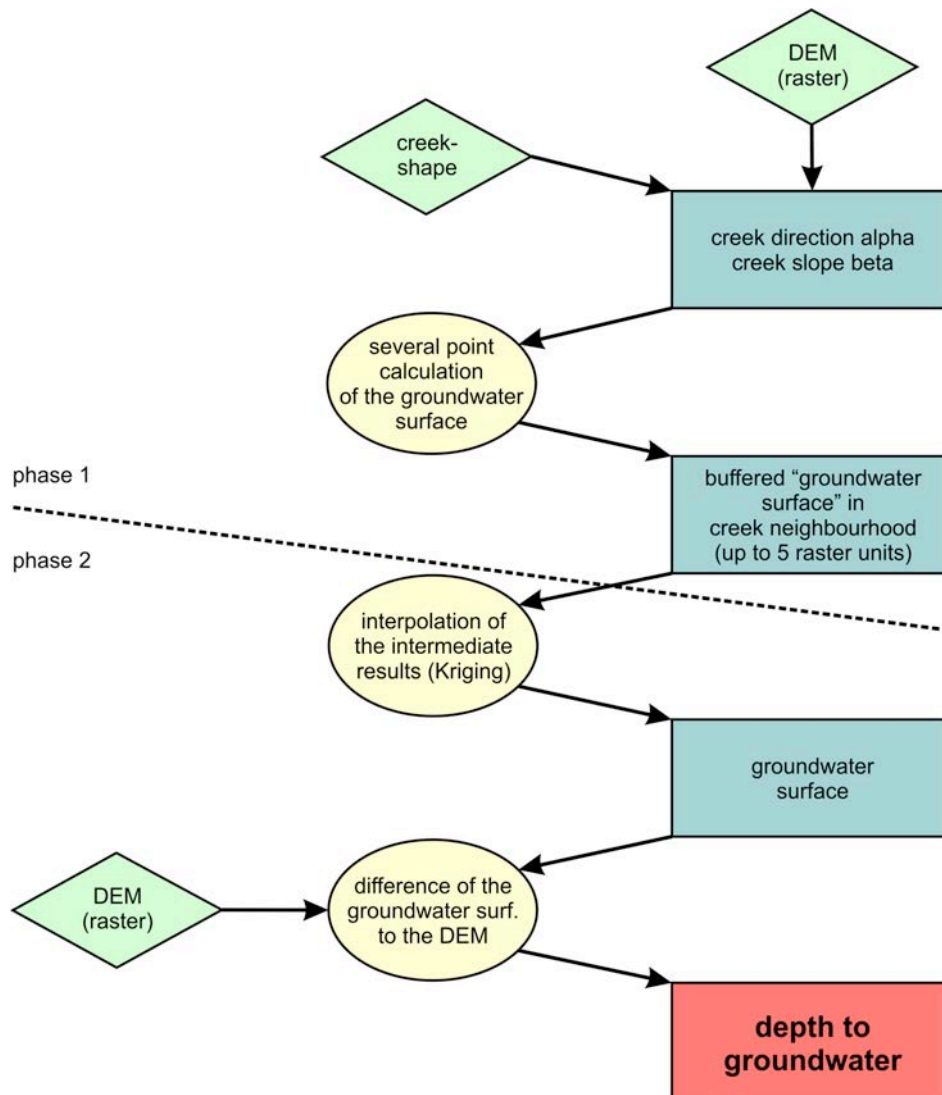 DEM
(raster)
creek-
shape
creek direction alpha
creek slope beta
several point
calculation
of the groundwater
surface
phase 1
buffered “groundwater
surface” in
creek neighbourhood
(up to 5 raster units)
phase 2
interpolation of
the intermediate
results (Kriging)
groundwater
surface
DEM
(raster)
difference of the
groundwater surf.
to the DEM
depth to
groundwater